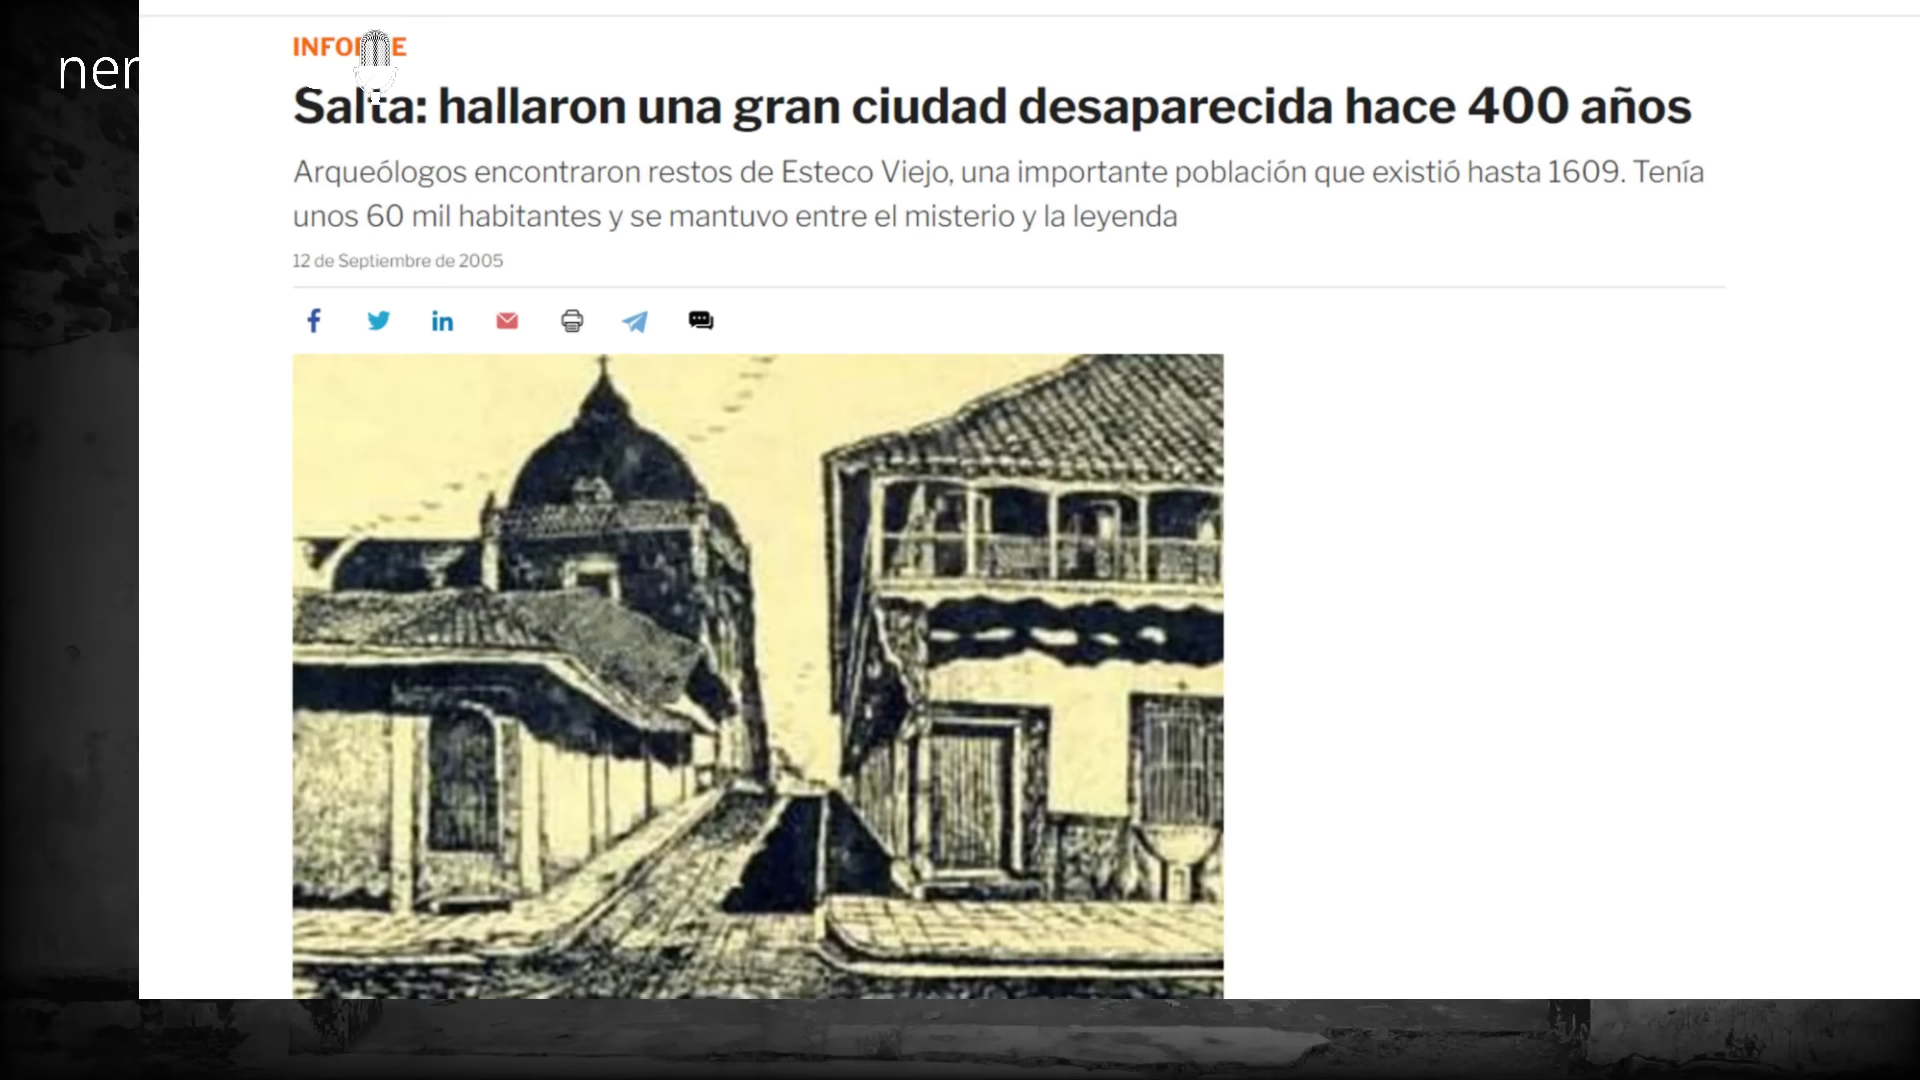 INFO E
ner
Salta: hallaron una gran ciudad desaparecida hace 400 años
Arqueólogos encontraron restos de Esteco Viejo, una importante población que existió hasta 1609. Tenía
unos 60 mil habitantes y se mantuvo entre el misterio y la leyenda
12 de Septiembre de 2005